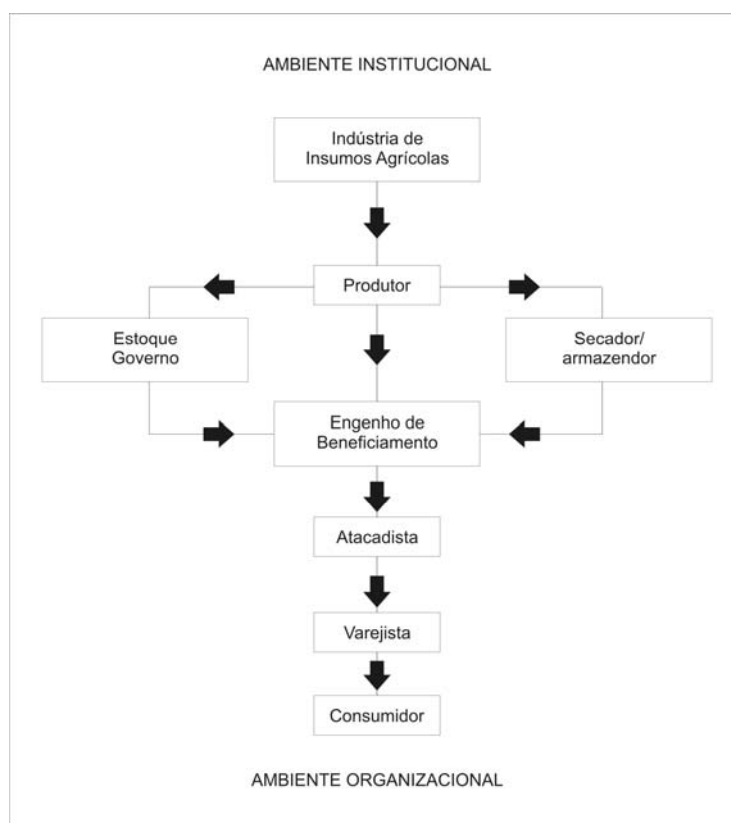 AMBIENTE INSTITUCIONAL
Indústria de
Insumos Agrícolas
Produtor
Estoque
Governo
Secador/
armazendor
Engenho de
Beneficiamento
Atacadista
Varejista
Consumidor
AMBIENTE ORGANIZACIONAL